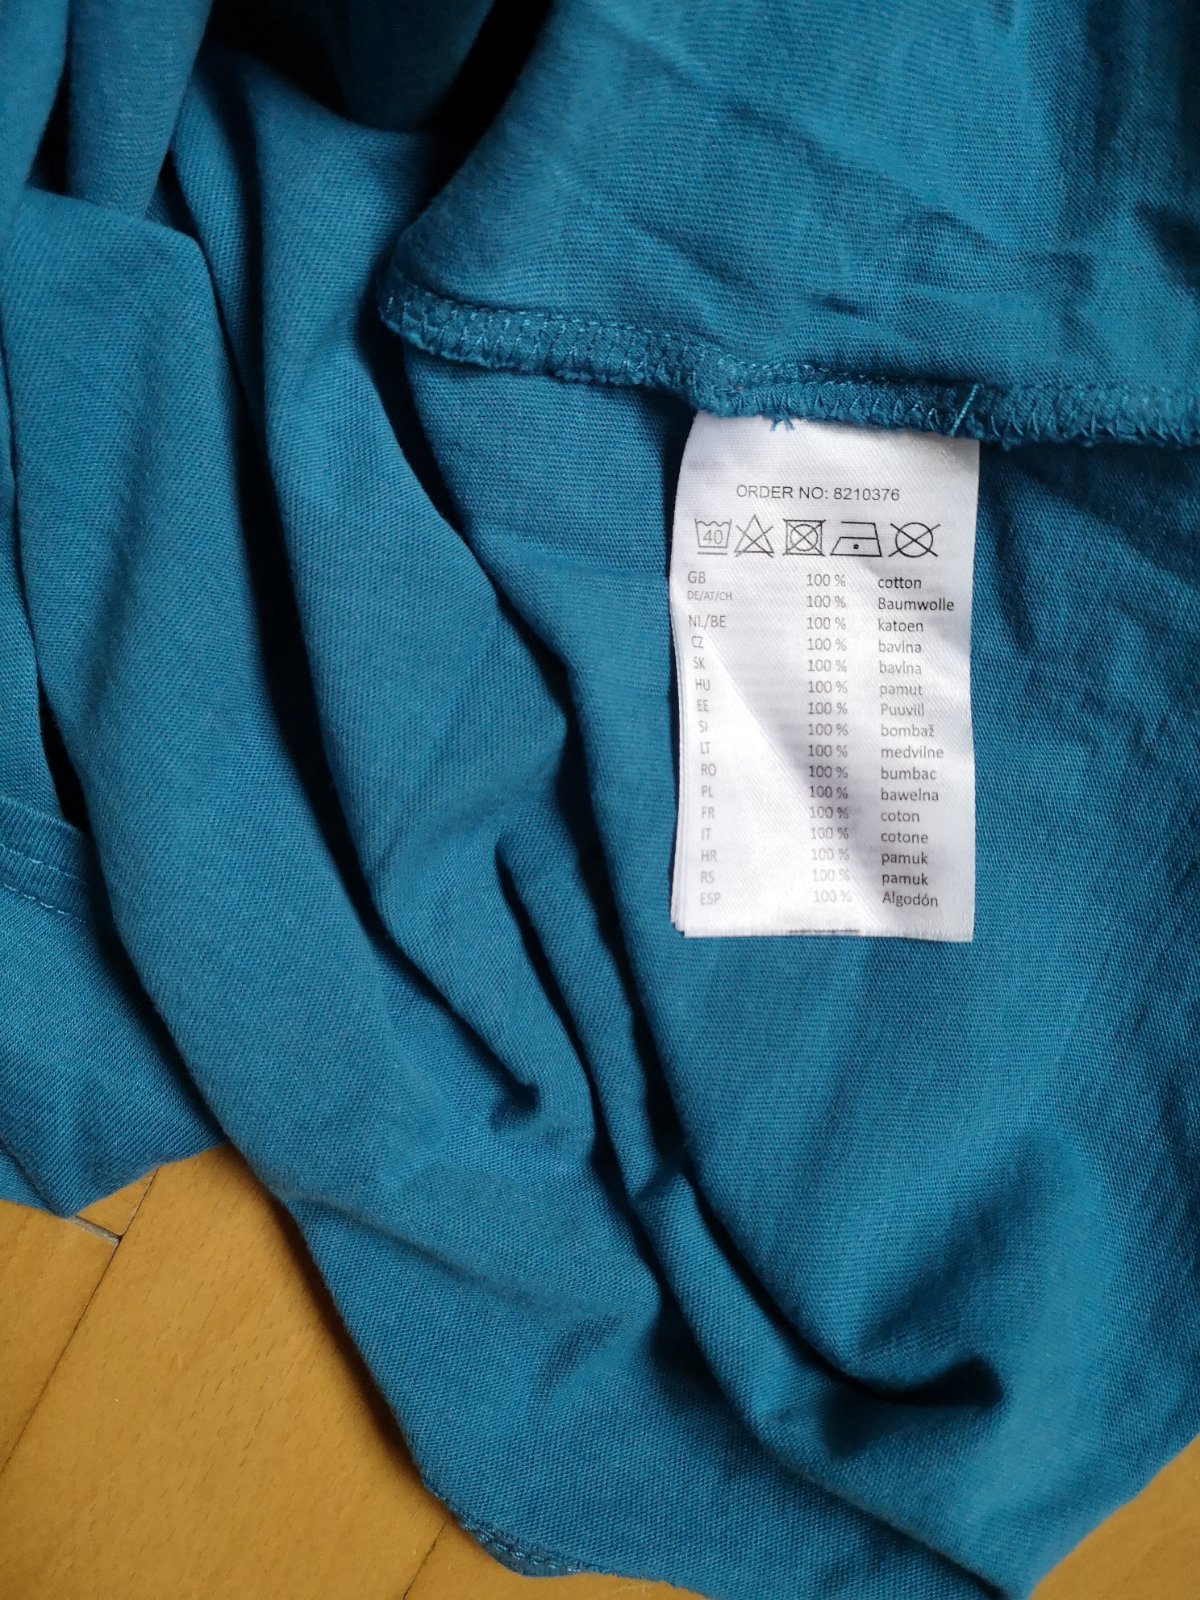 ORDER NO: 8210376
40
GB 100 % cotton
DE/AT/CH 100 % Baumwolle
NL/BE 100 % katoen
CZ 100 % bavlna
SK 100 % bavlna
HU 100 % pamut
EE 100 % Puuvill
SI 100 % bombaž
LT 100 % medvilne
RO 100 % bumbac
PL 100 % bawelna
FR 100 % coton
IT 100 % cotone
HR 100 % pamuk
RS 100 % pamuk
ESP 100 % Algodón